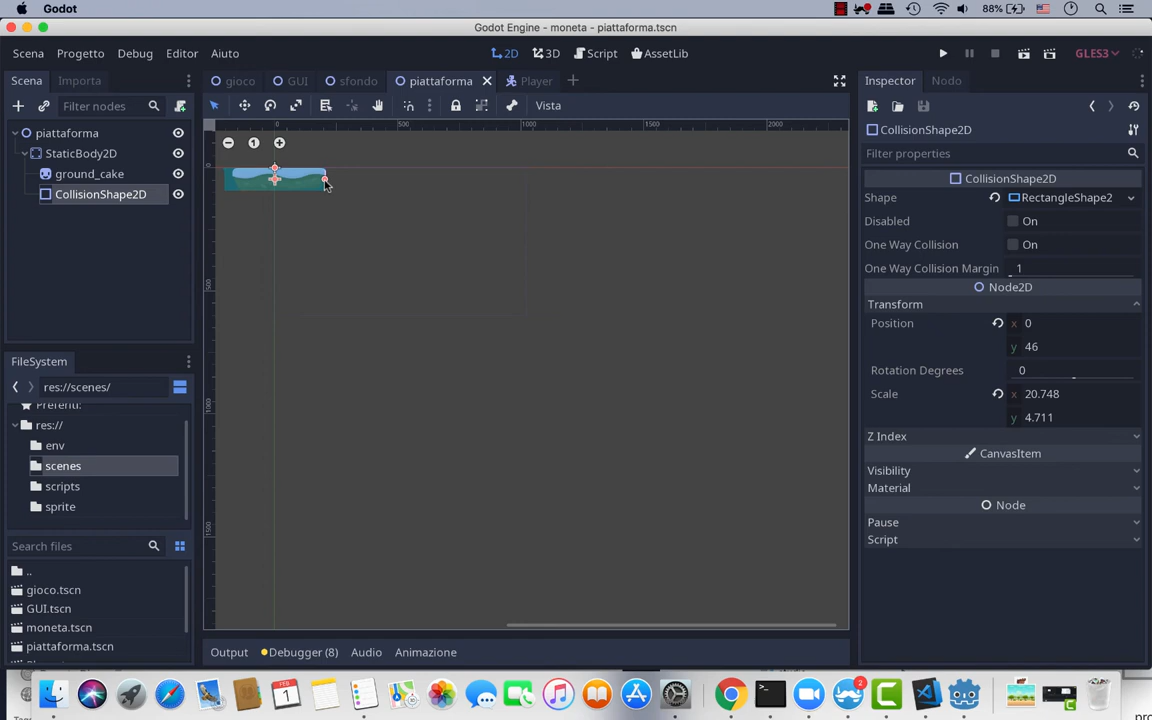 Godot
88%
Godot Engine - moneta - piattaforma.tscn
Scena Progetto Debug Editor Aiuto
2D 3D Script AssetLib
GLES3
Scena Importa
gioco GUI sfondo piattaforma Player
Inspector Nodo
Filter nodes
Vista
piattaforma
StaticBody2D
ground_cake
CollisionShape2D
0 500 1000 1500 2000
0
500
1000
1500
CollisionShape2D
Filter properties
CollisionShape2D
Shape RectangleShape2
Disabled On
One Way Collision On
One Way Collision Margin 1
Node2D
Transform
Position x 0
y 46
Rotation Degrees 0
Scale x 20.748
y 4.711
Z Index
CanvasItem
Visibility
Material
Node
Pause
Script
FileSystem
res://scenes/
Preferiti:
res://
env
scenes
scripts
sprite
Search files
..
gioco.tscn
GUI.tscn
moneta.tscn
piattaforma.tscn
Output Debugger (8) Audio Animazione